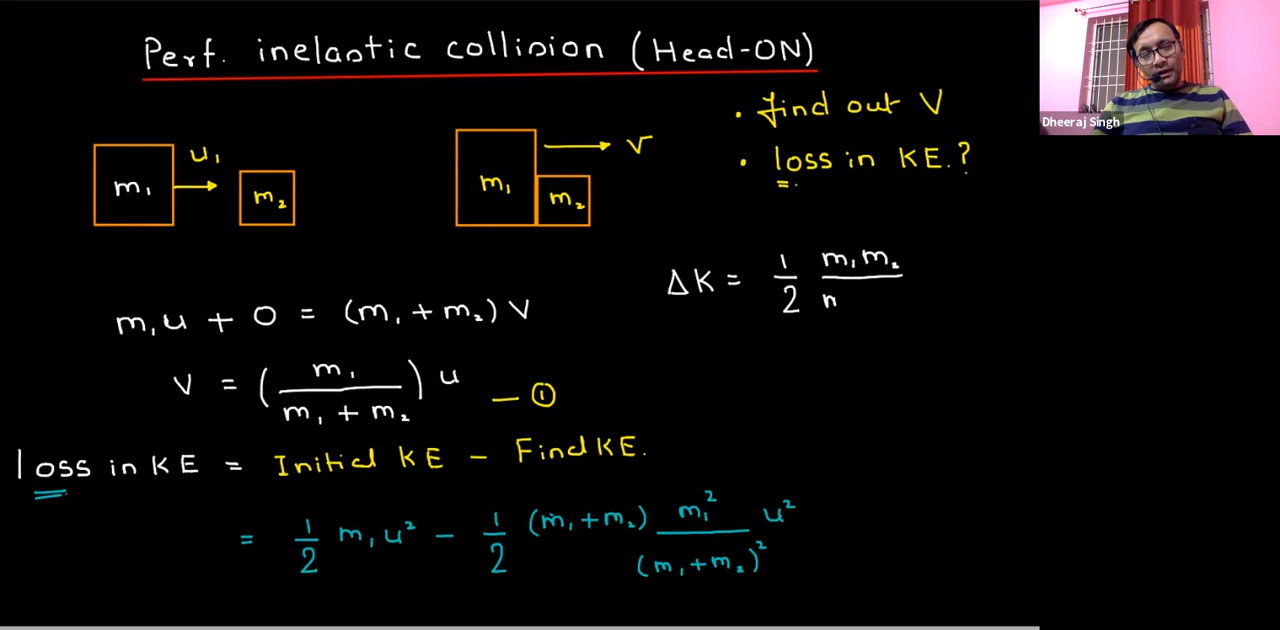 Perf. inelastic collision (Head-ON)
Dheeraj Singh
• find out V
• loss in KE.?
m₁ u₁ m₂
m₁ m₂ v
ΔK = 1/2 m₁m₂/m
m₁u + 0 = (m₁ + m₂) V
V = (m₁/(m₁ + m₂)) u — ①
loss in KE = Initial KE - Find KE.
= 1/2 m₁u² - 1/2 (m₁+m₂) m₁²/(m₁+m₂)² u²